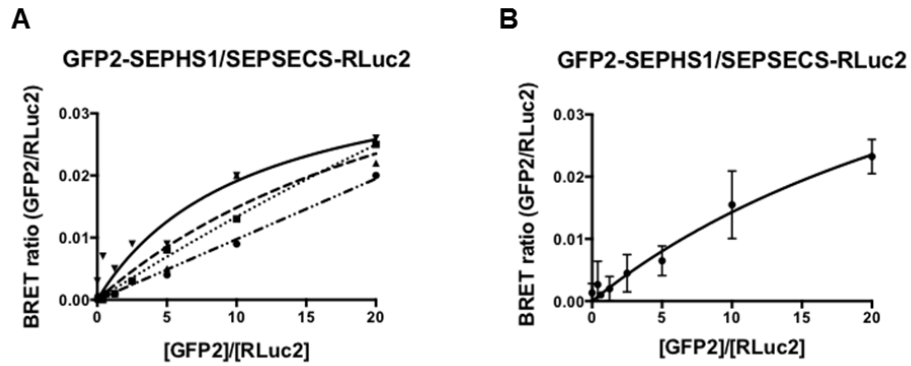 A
GFP2-SEPHS1/SEPSECS-RLuc2
BRET ratio (GFP2/RLuc2)
0.03
0.02
0.01
0.00
0 5 10 15 20
[GFP2]/[RLuc2]
B
GFP2-SEPHS1/SEPSECS-RLuc2
BRET ratio (GFP2/RLuc2)
0.03
0.02
0.01
0.00
0 5 10 15 20
[GFP2]/[RLuc2]